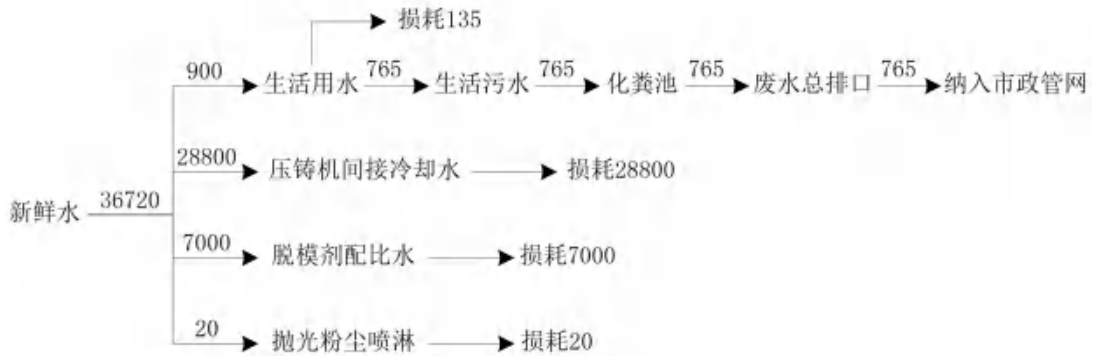 损耗135
900 生活用水 765 生活污水 765 化粪池 765 废水总排口 765 纳入市政管网
28800 压铸机间接冷却水 损耗28800
新鲜水 36720
7000 脱模剂配比水 损耗7000
20 抛光粉尘喷淋 损耗20